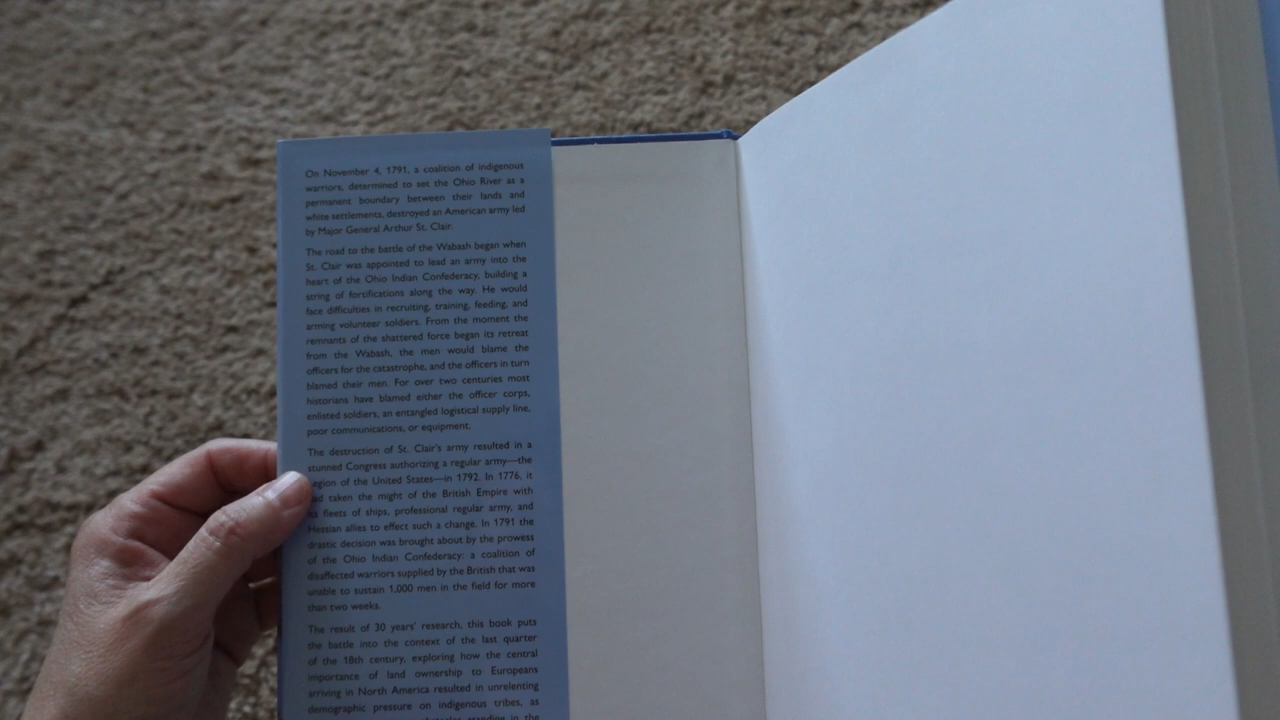 On November 4, 1791, a coalition of indigenous
warriors, determined to set the Ohio River as a
permanent boundary between their lands and
white settlements, destroyed an American army led
by Major General Arthur St. Clair.
The road to the battle of the Wabash began when
St. Clair was appointed to lead an army into the
heart of the Ohio Indian Confederacy, building a
string of fortifications along the way. He would
face difficulties in recruiting, training, feeding, and
arming volunteer soldiers. From the moment the
remnants of the shattered force began its retreat
from the Wabash, the men would blame the
officers for the catastrophe, and the officers in turn
blamed their men. For over two centuries most
historians have blamed either the officer corps,
enlisted soldiers, an entangled logistical supply line,
poor communications, or equipment.
The destruction of St. Clair's army resulted in a
stunned Congress authorizing a regular army—the
egion of the United States—in 1792. In 1776, it
taken the might of the British Empire with
fleets of ships, professional regular army, and
Hessian allies to effect such a change. In 1791 the
drastic decision was brought about by the prowess
of the Ohio Indian Confederacy: a coalition of
disaffected warriors supplied by the British that was
unable to sustain 1,000 men in the field for more
than two weeks.
The result of 30 years' research, this book puts
the battle into the context of the last quarter
of the 18th century, exploring how the central
importance of land ownership to Europeans
arriving in North America resulted in unrelenting
demographic pressure on indigenous tribes, as
standing in the